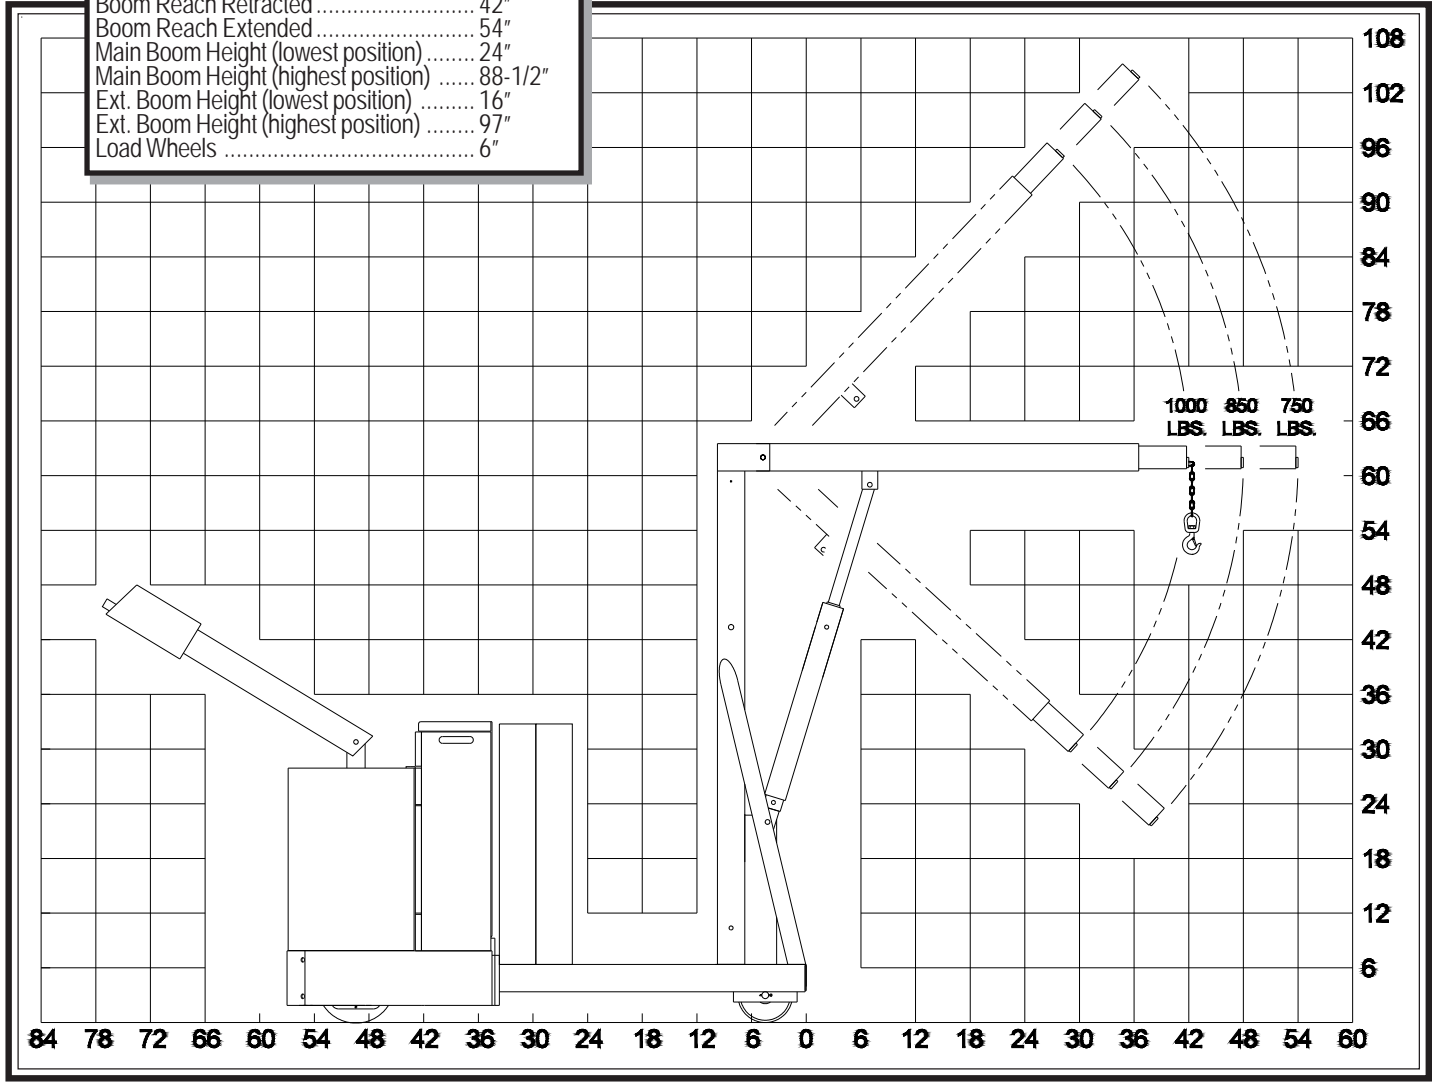 Boom Reach Retracted .......................... 42"
Boom Reach Extended .......................... 54"
Main Boom Height (lowest position) ........ 24"
Main Boom Height (highest position) ...... 88-1/2"
Ext. Boom Height (lowest position) ......... 16"
Ext. Boom Height (highest position) ........ 97"
Load Wheels ......................................... 6"
108
102
96
90
84
78
72
1000 LBS.
850 LBS.
750 LBS.
66
60
54
48
42
36
30
24
18
12
6
84 78 72 66 60 54 48 42 36 30 24 18 12 6 0 6 12 18 24 30 36 42 48 54 60